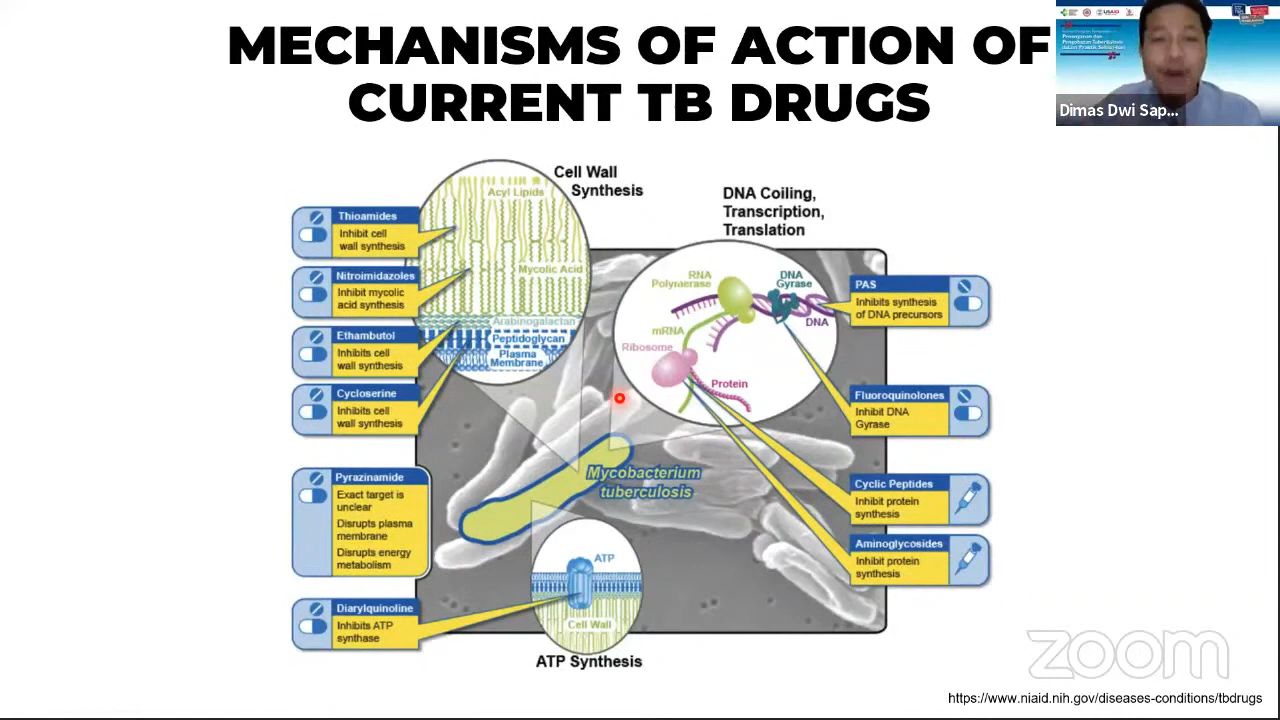 MECHANISMS OF ACTION OF
CURRENT TB DRUGS
USAID
Dimas Dwi Sap...
Cell Wall
Synthesis
Acyl Lipids
Mycolic Acid
Arabinogalactan
Peptidoglycan
Plasma
Membrane
Thioamides
Inhibit cell
wall synthesis
Nitroimidazoles
Inhibit mycolic
acid synthesis
Ethambutol
Inhibits cell
wall synthesis
Cycloserine
Inhibits cell
wall synthesis
Pyrazinamide
Exact target is
unclear
Disrupts plasma
membrane
Disrupts energy
metabolism
Diarylquinoline
Inhibits ATP
synthase
DNA Coiling,
Transcription,
Translation
RNA
Polymerase
DNA
Gyrase
DNA
mRNA
Ribosome
Protein
PAS
Inhibits synthesis
of DNA precursors
Fluoroquinolones
Inhibit DNA
Gyrase
Cyclic Peptides
Inhibit protein
synthesis
Aminoglycosides
Inhibit protein
synthesis
Mycobacterium
tuberculosis
ATP
Cell Wall
ATP Synthesis
zoom
https://www.niaid.nih.gov/diseases-conditions/tbdrugs